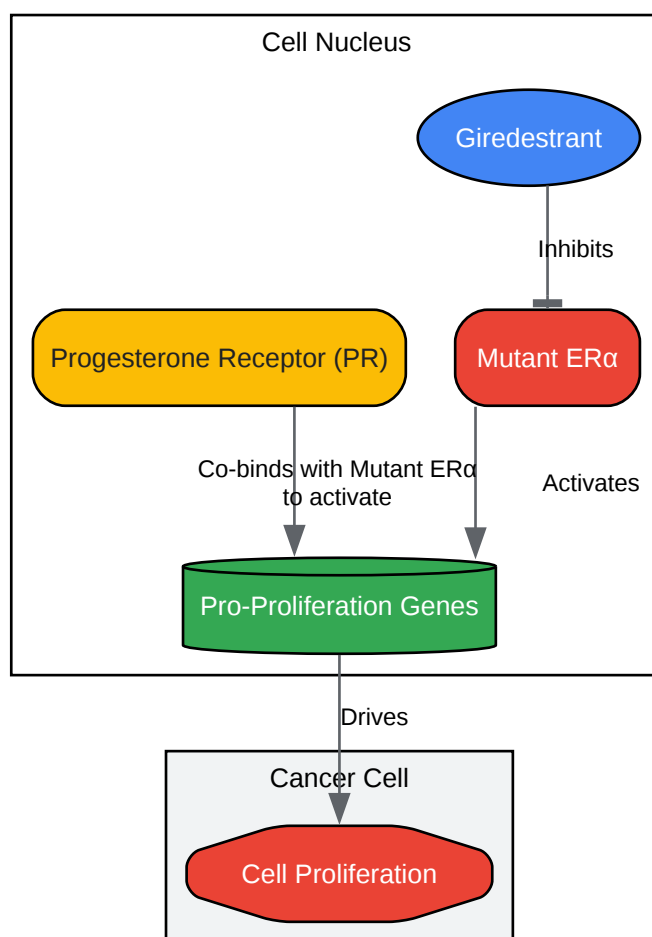 Cell Nucleus
Giredestrant
Inhibits
Progesterone Receptor (PR)
Mutant ERα
Co-binds with Mutant ERα
to activate
Activates
Pro-Proliferation Genes
Drives
Cancer Cell
Cell Proliferation